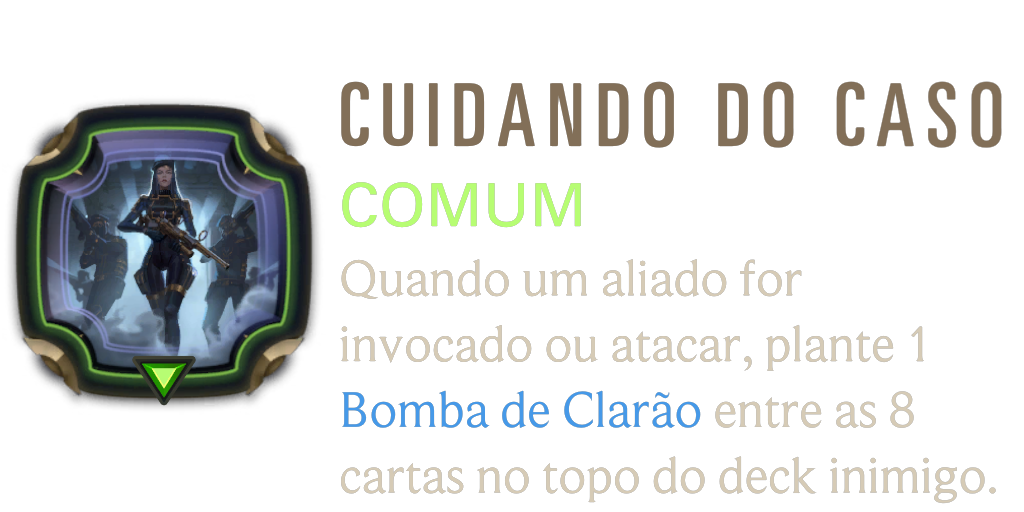 CUIDANDO DO CASO
COMUM
Quando um aliado for
invocado ou atacar, plante 1
Bomba de Clarão entre as 8
cartas no topo do deck inimigo.